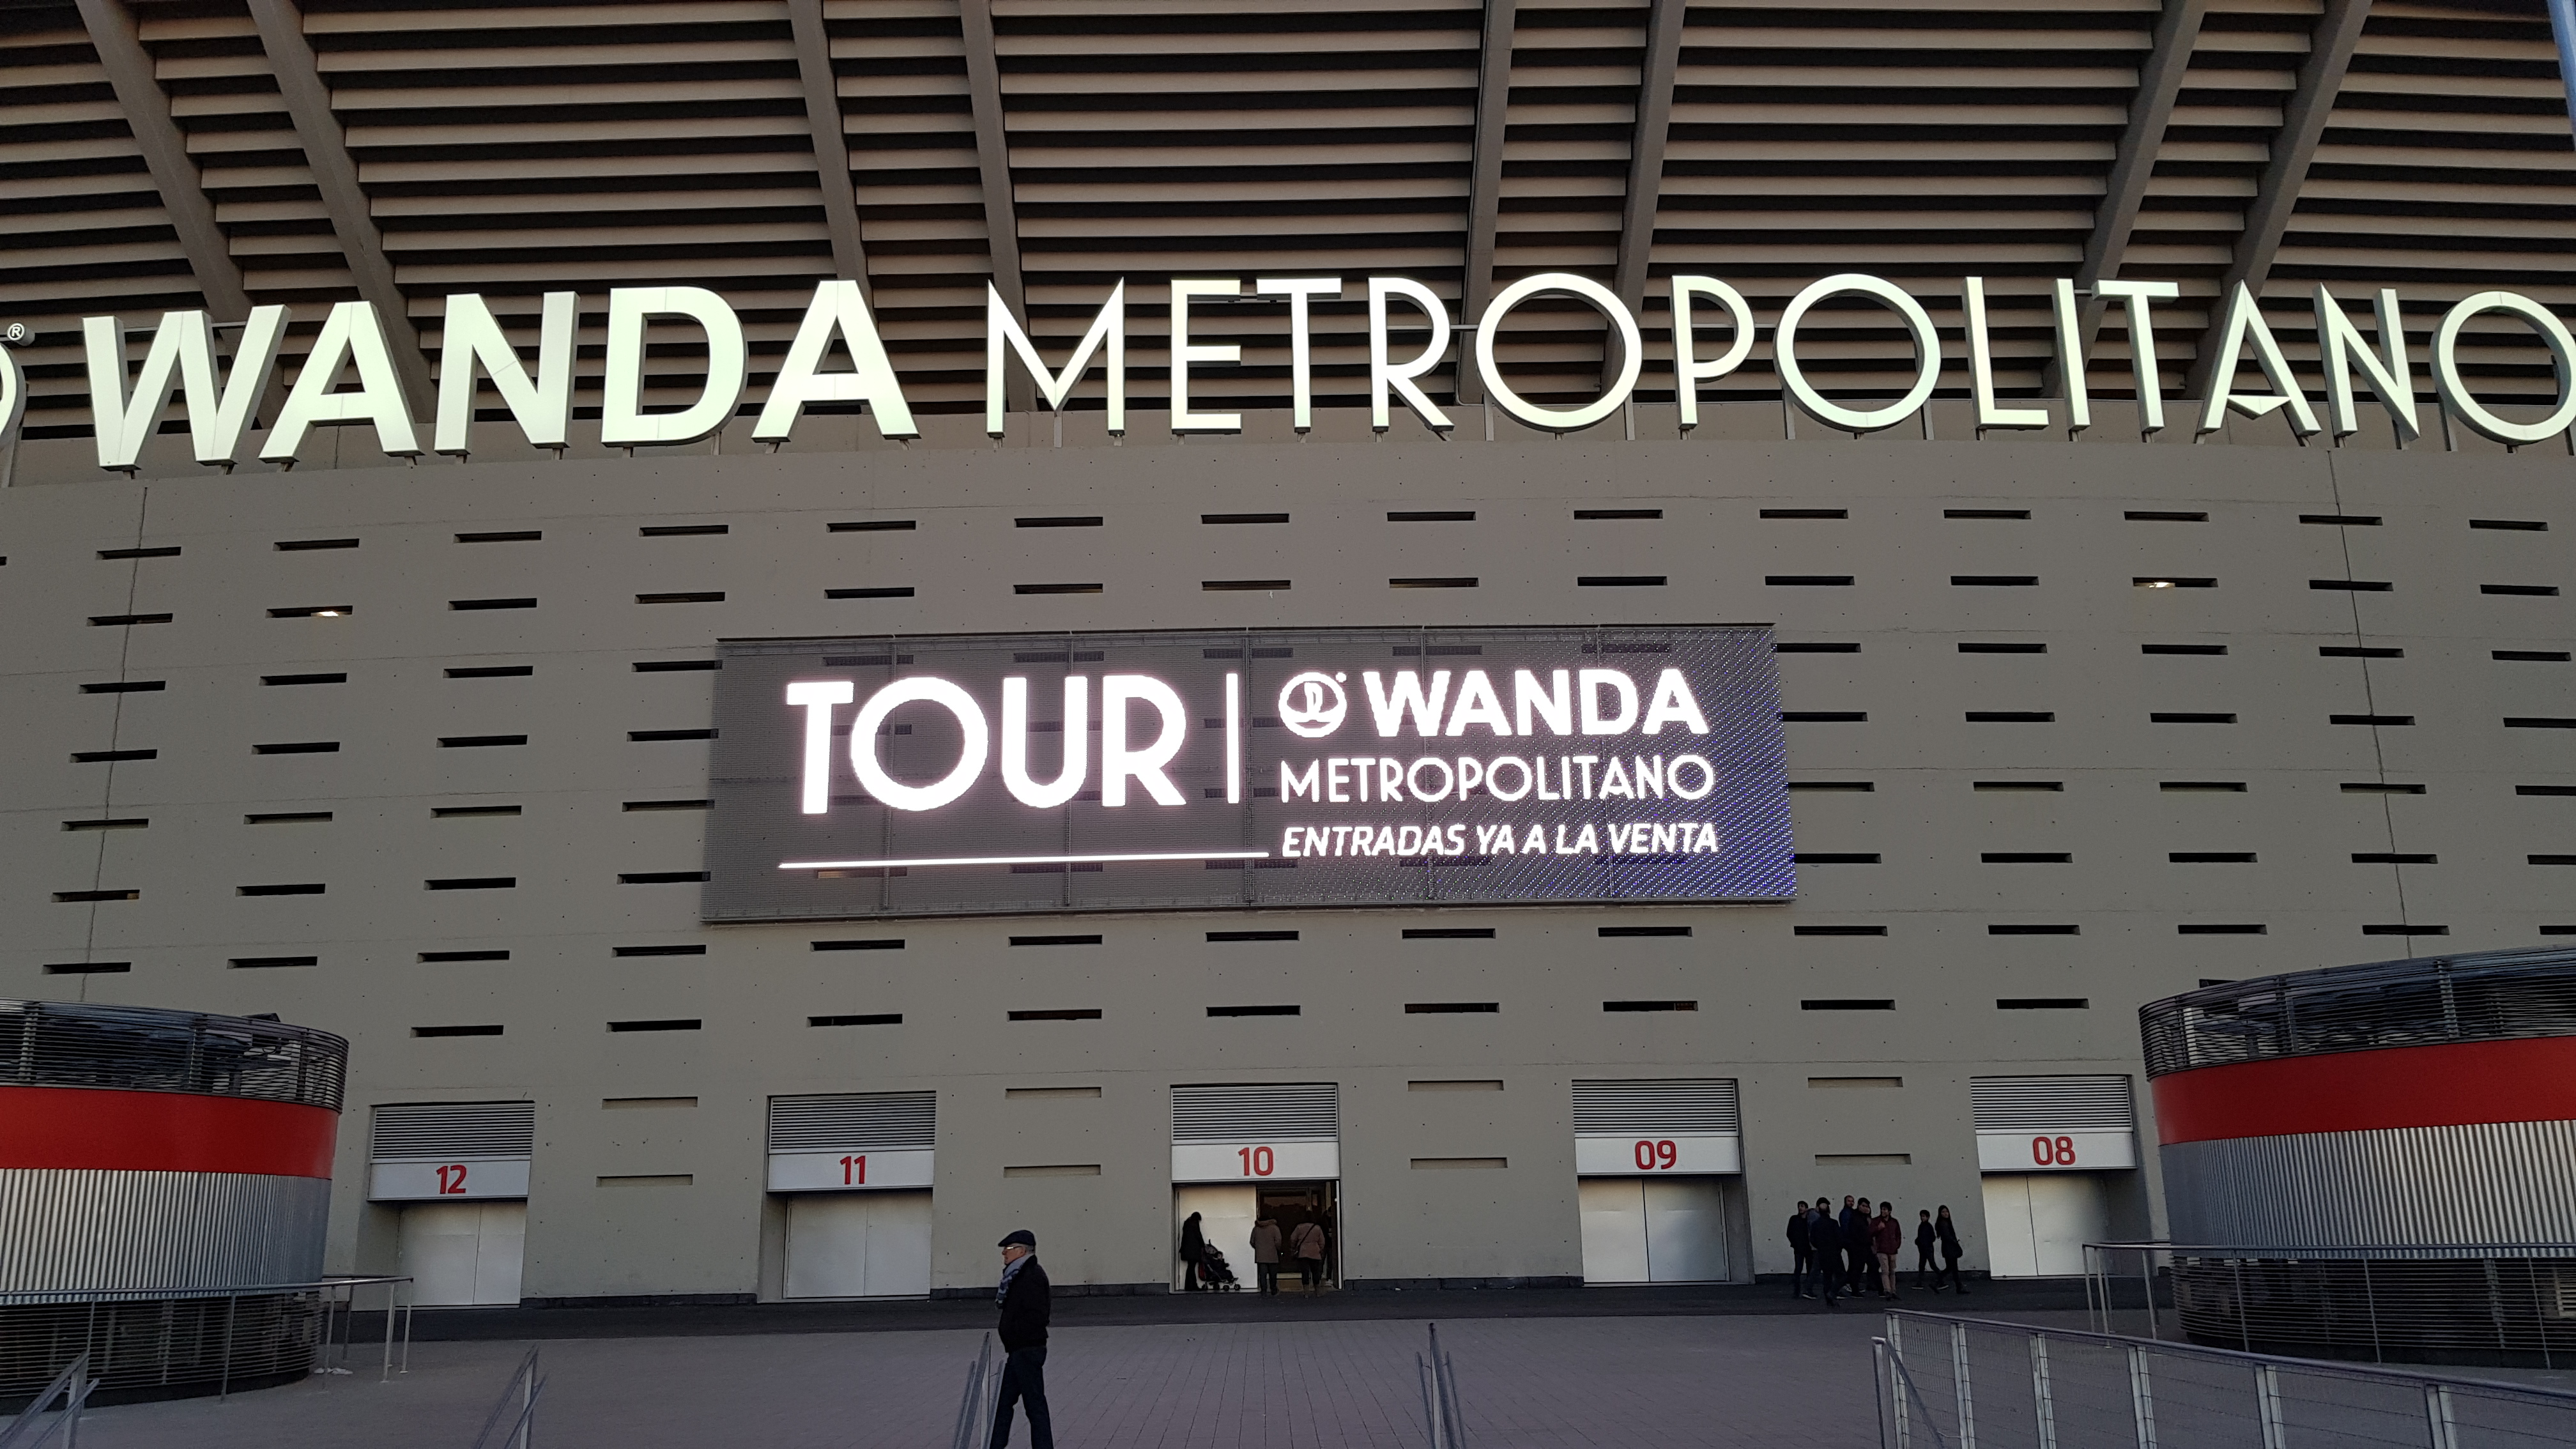 ® WANDA METROPOLITANO
TOUR
WANDA
METROPOLITANO
ENTRADAS YA A LA VENTA
12
11
10
09
08